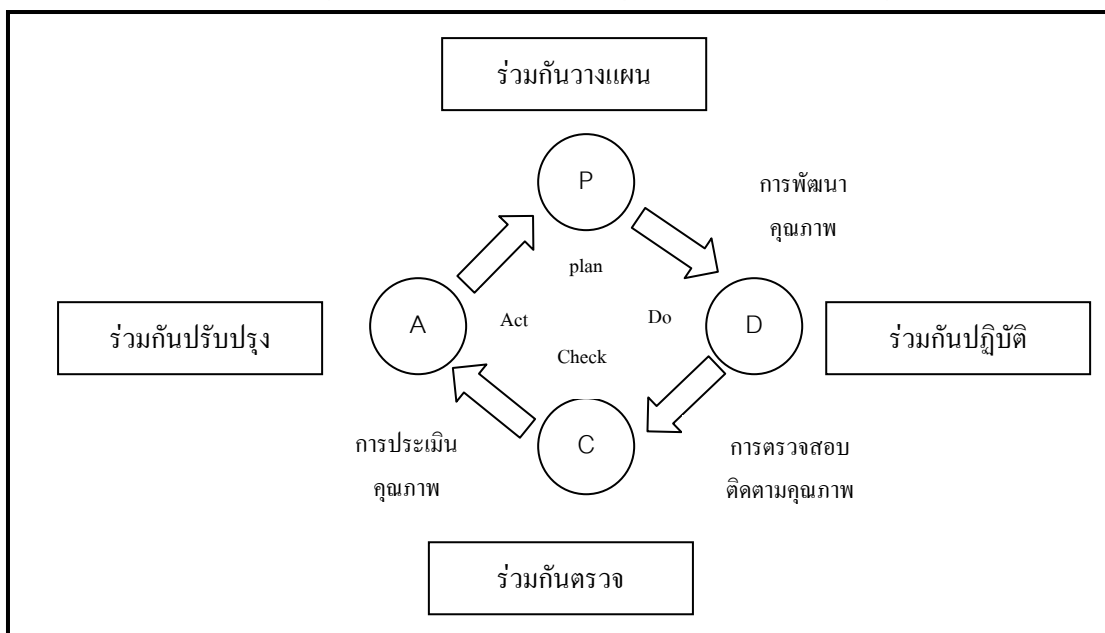 ร่วมกันวางแผน
P
การพัฒนา
คุณภาพ
plan
ร่วมกันปรับปรุง
A
Act
Do
D
ร่วมกันปฏิบัติ
Check
การประเมิน
คุณภาพ
C
การตรวจสอบ
ติดตามคุณภาพ
ร่วมกันตรวจ